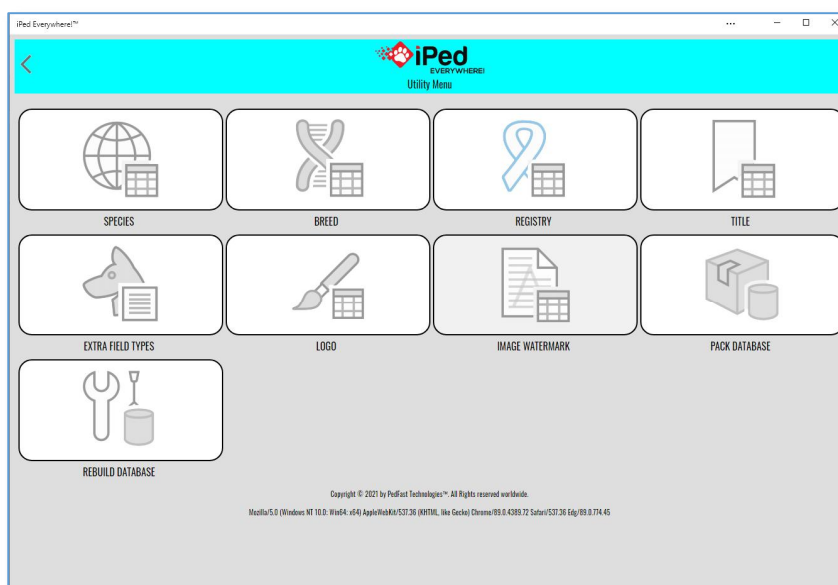 iPed Everywhere!™
iPed
EVERYWHERE!
Utility Menu
SPECIES
BREED
REGISTRY
TITLE
EXTRA FIELD TYPES
LOGO
IMAGE WATERMARK
PACK DATABASE
REBUILD DATABASE
Copyright © 2021 by PedFast Technologies™. All Rights reserved worldwide.
Mozilla/5.0 (Windows NT 10.0; Win64; x64) AppleWebKit/537.36 (KHTML, like Gecko) Chrome/89.0.4389.72 Safari/537.36 Edg/89.0.774.45